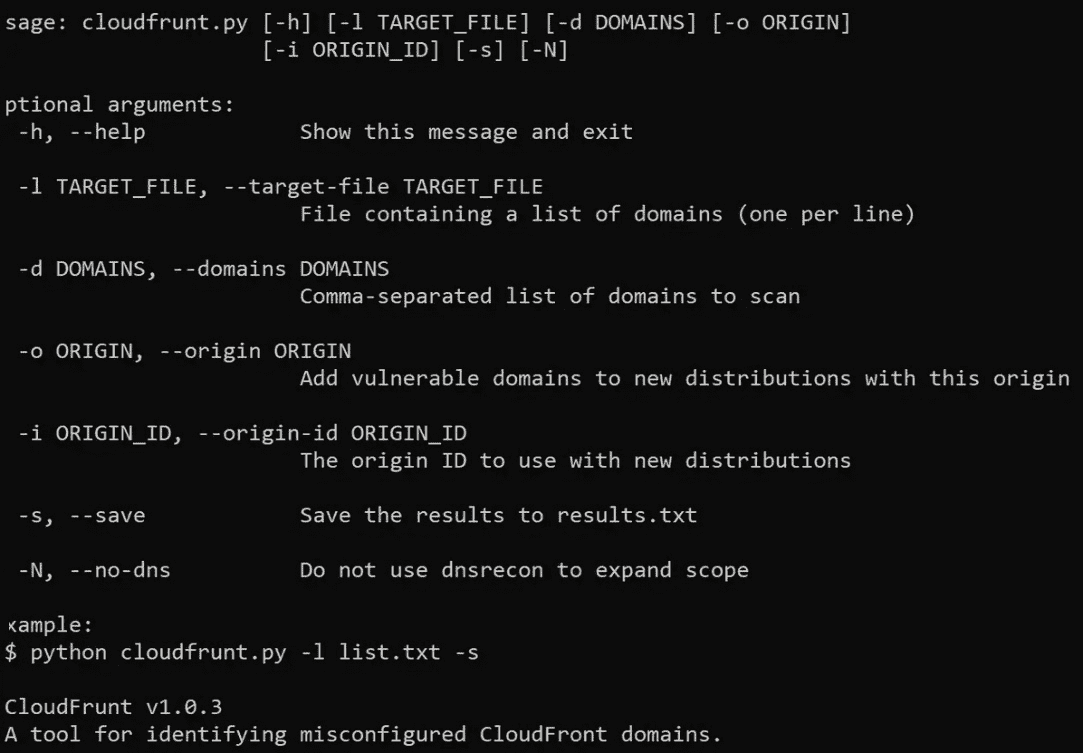 sage: cloudfrunt.py [-h] [-l TARGET_FILE] [-d DOMAINS] [-o ORIGIN]
[-i ORIGIN_ID] [-s] [-N]
ptional arguments:
-h, --help Show this message and exit
-l TARGET_FILE, --target-file TARGET_FILE
File containing a list of domains (one per line)
-d DOMAINS, --domains DOMAINS
Comma-separated list of domains to scan
-o ORIGIN, --origin ORIGIN
Add vulnerable domains to new distributions with this origin
-i ORIGIN_ID, --origin-id ORIGIN_ID
The origin ID to use with new distributions
-s, --save Save the results to results.txt
-N, --no-dns Do not use dnsrecon to expand scope
xample:
$ python cloudfrunt.py -l list.txt -s
CloudFrunt v1.0.3
A tool for identifying misconfigured CloudFront domains.